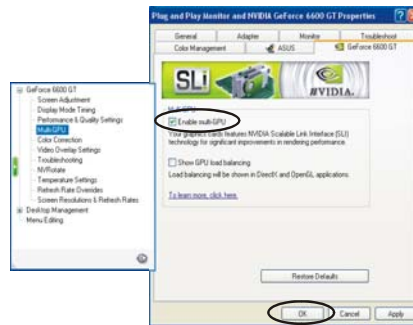 Plug and Play Monitor and NVIDIA GeForce 6600 GT Properties
General
Adapter
Monitor
Troubleshoot
Color Management
ASUS
GeForce 6600 GT
SLI
NVIDIA.
Multi-GPU
Enable multi-GPU
Your graphics cards features NVIDIA Scalable Link Interface (SLI)
technology for significant improvements in rendering performance.
Show GPU load balancing
Load balancing will be shown in Direct3D and OpenGL applications.
To learn more, click here.
Restore Defaults
OK
Cancel
Apply
GeForce 6600 GT
Screen Adjustment
Display Mode Timing
Performance & Quality Settings
Multi-GPU
Color Correction
Video Overlay Settings
Troubleshooting
NVRotate
Temperature Settings
Refresh Rate Overrides
Screen Resolutions & Refresh Rates
Desktop Management
Menu Editing